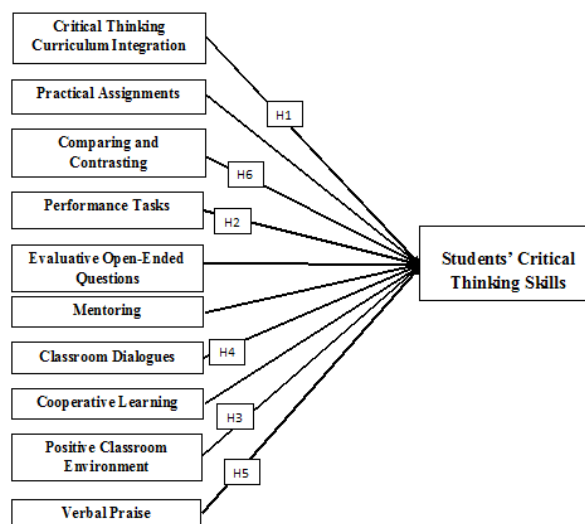 Critical Thinking
Curriculum Integration
Practical Assignments
H1
Comparing and
Contrasting
H6
Performance Tasks
H2
Evaluative Open-Ended
Questions
Students' Critical
Thinking Skills
Mentoring
Classroom Dialogues
H4
Cooperative Learning
H3
Positive Classroom
Environment
H5
Verbal Praise